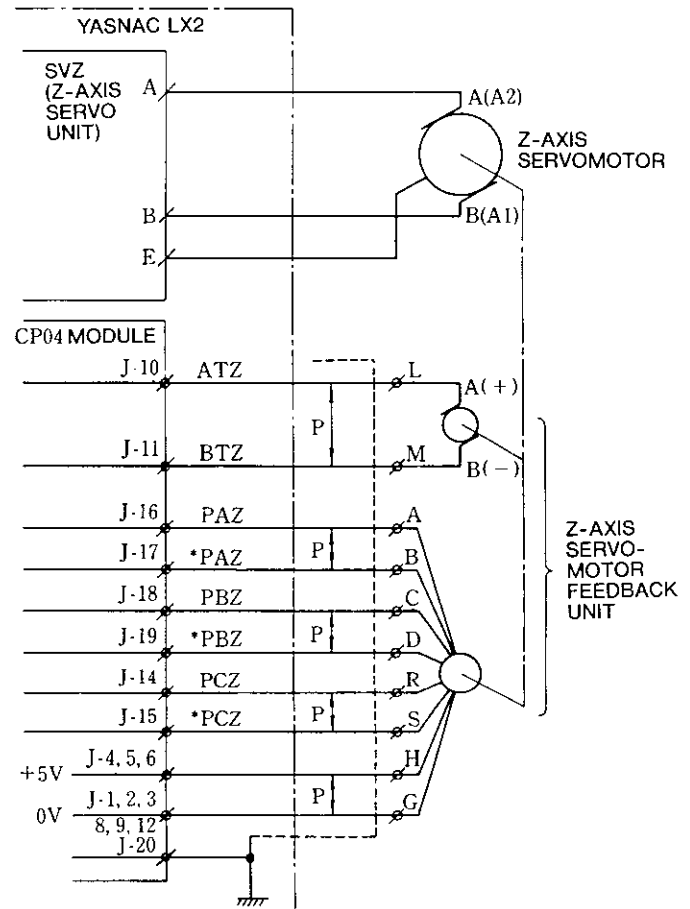 YASNAC LX2
SVZ
(Z-AXIS
SERVO
UNIT)
A
A(A2)
Z-AXIS
SERVOMOTOR
B
B(A1)
E
CP04 MODULE
J-10 ATZ L
A(+)
P
J-11 BTZ M
B(-)
J-16 PAZ A
P
J-17 *PAZ B
J-18 PBZ C
P
J-19 *PBZ D
J-14 PCZ R
P
J-15 *PCZ S
+5V J-4, 5, 6 H
P
0V J-1, 2, 3 G
8, 9, 12
J-20
Z-AXIS
SERVO-
MOTOR
FEEDBACK
UNIT